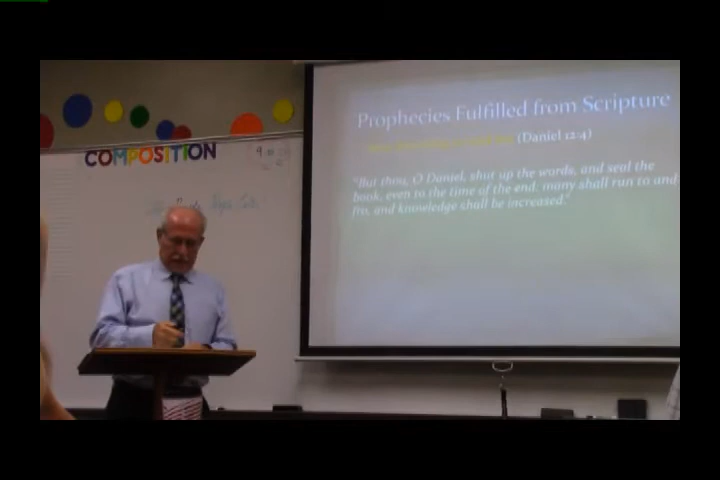 Prophecies Fulfilled from Scripture
(Daniel 12:4)
"But thou, O Daniel, shut up the words, and seal the
book, even to the time of the end, many shall run to and
fro, and knowledge shall be increased."
COMPOSITION